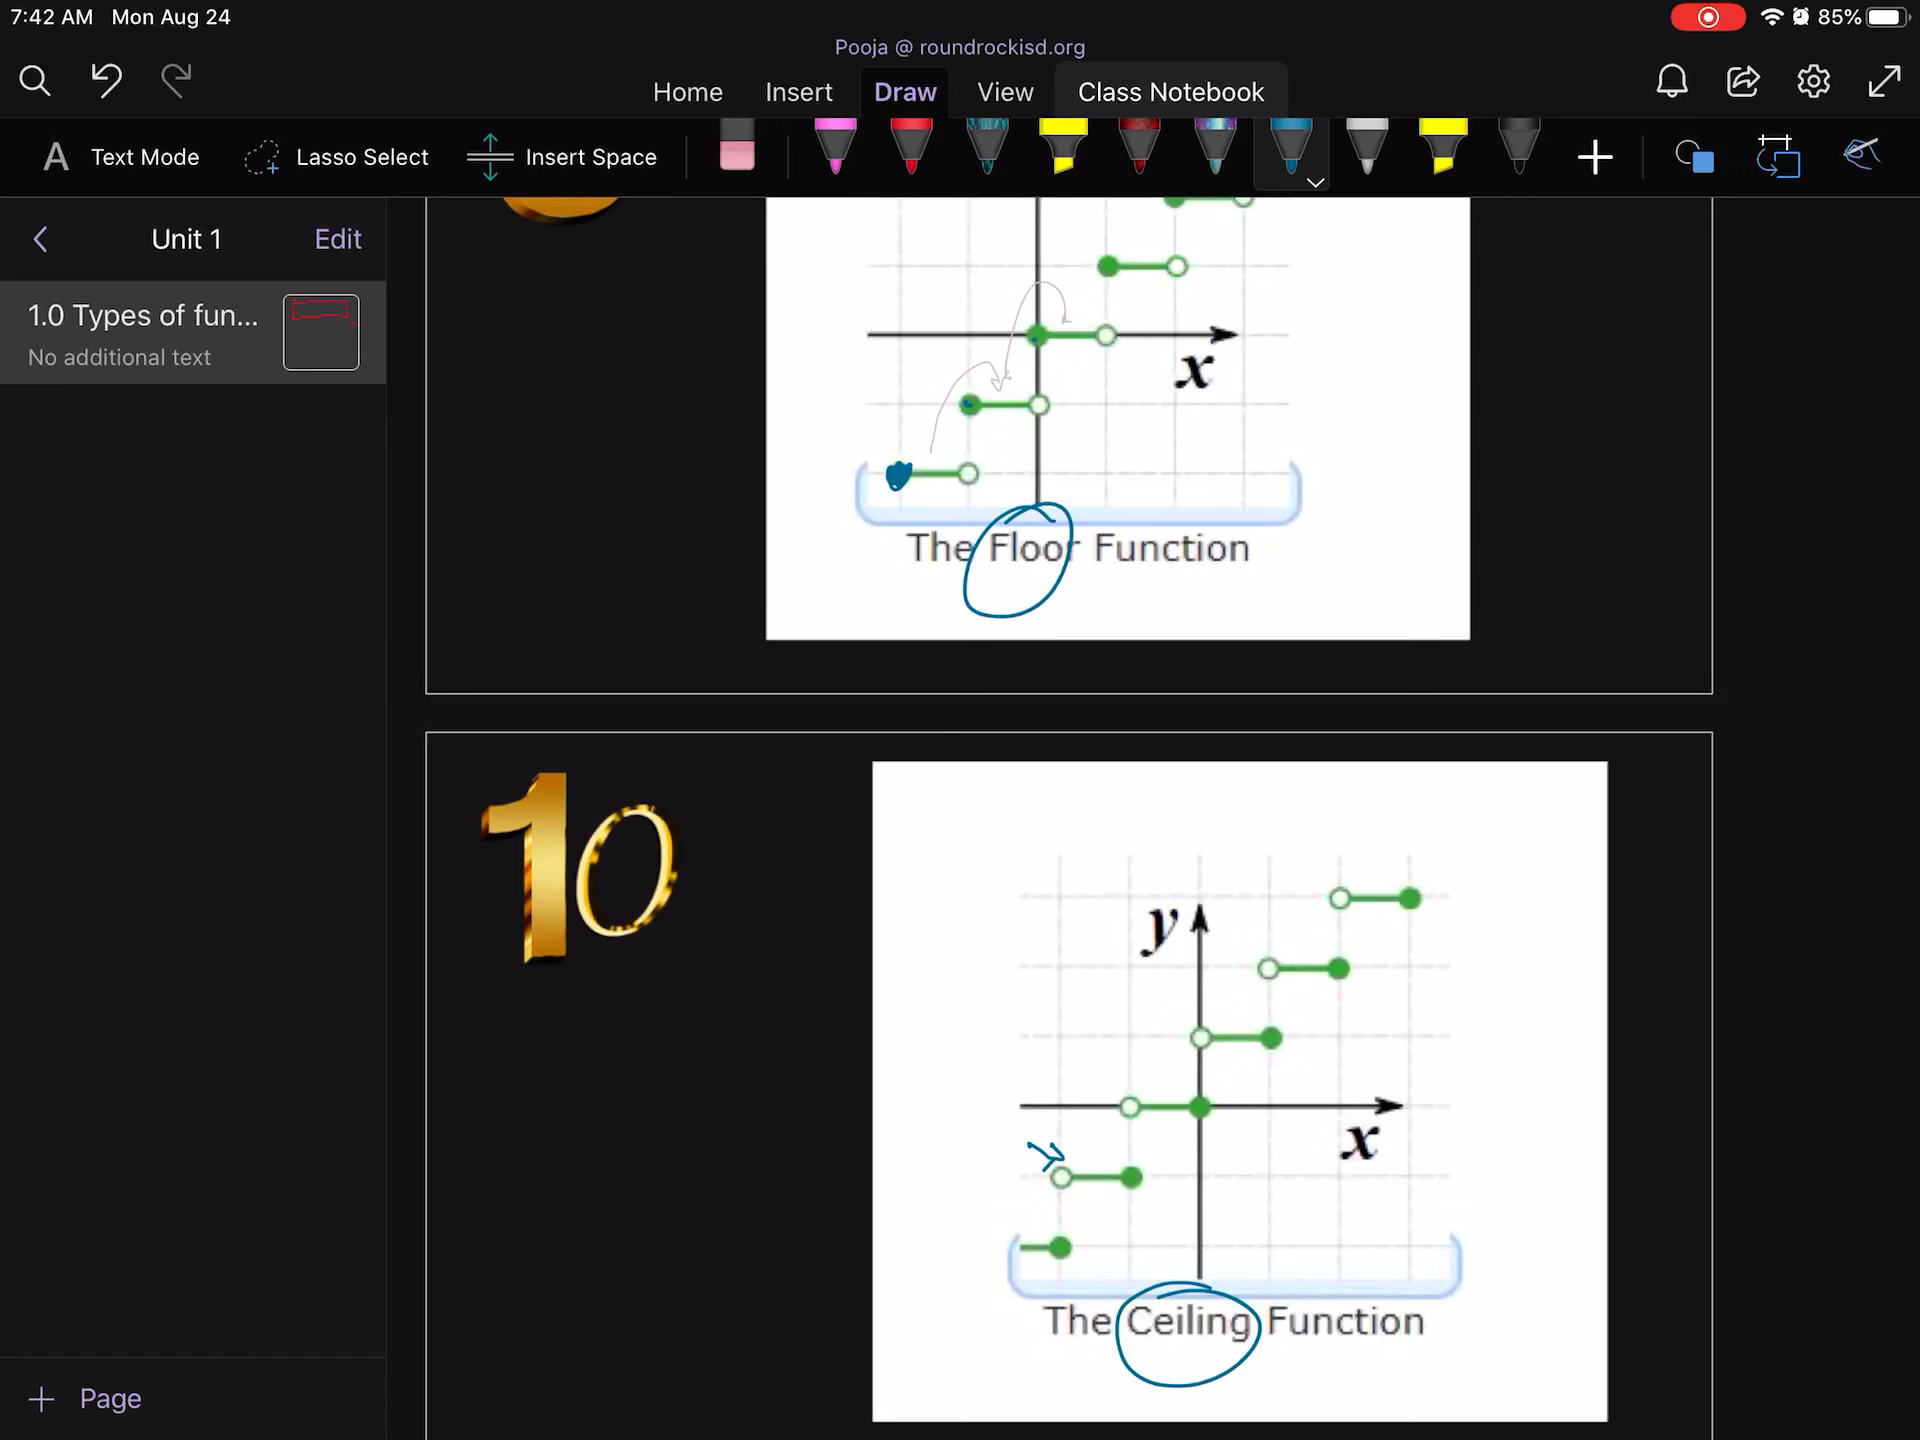 7:42 AM Mon Aug 24
85%
Pooja @ roundrockisd.org
Home Insert Draw View Class Notebook
A Text Mode Lasso Select Insert Space
Unit 1 Edit
1.0 Types of fun...
No additional text
x
The Floor Function
10
y
x
The Ceiling Function
+ Page